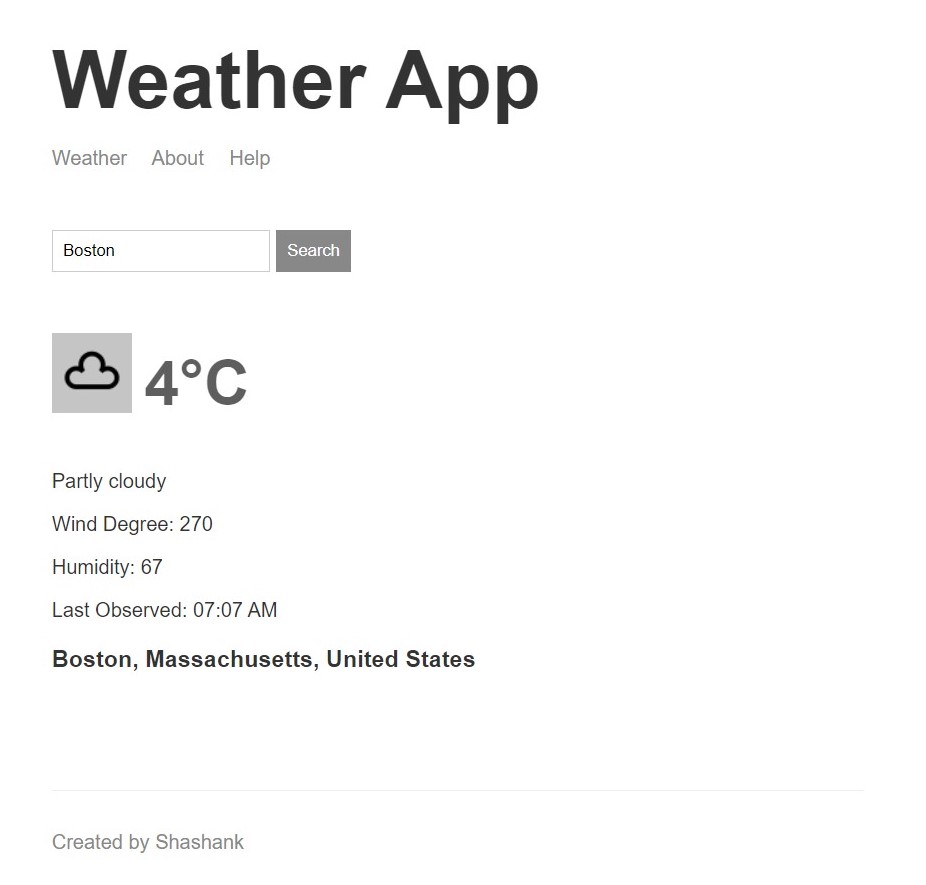 Weather App
Weather About Help
Boston Search
4°C
Partly cloudy
Wind Degree: 270
Humidity: 67
Last Observed: 07:07 AM
Boston, Massachusetts, United States
Created by Shashank